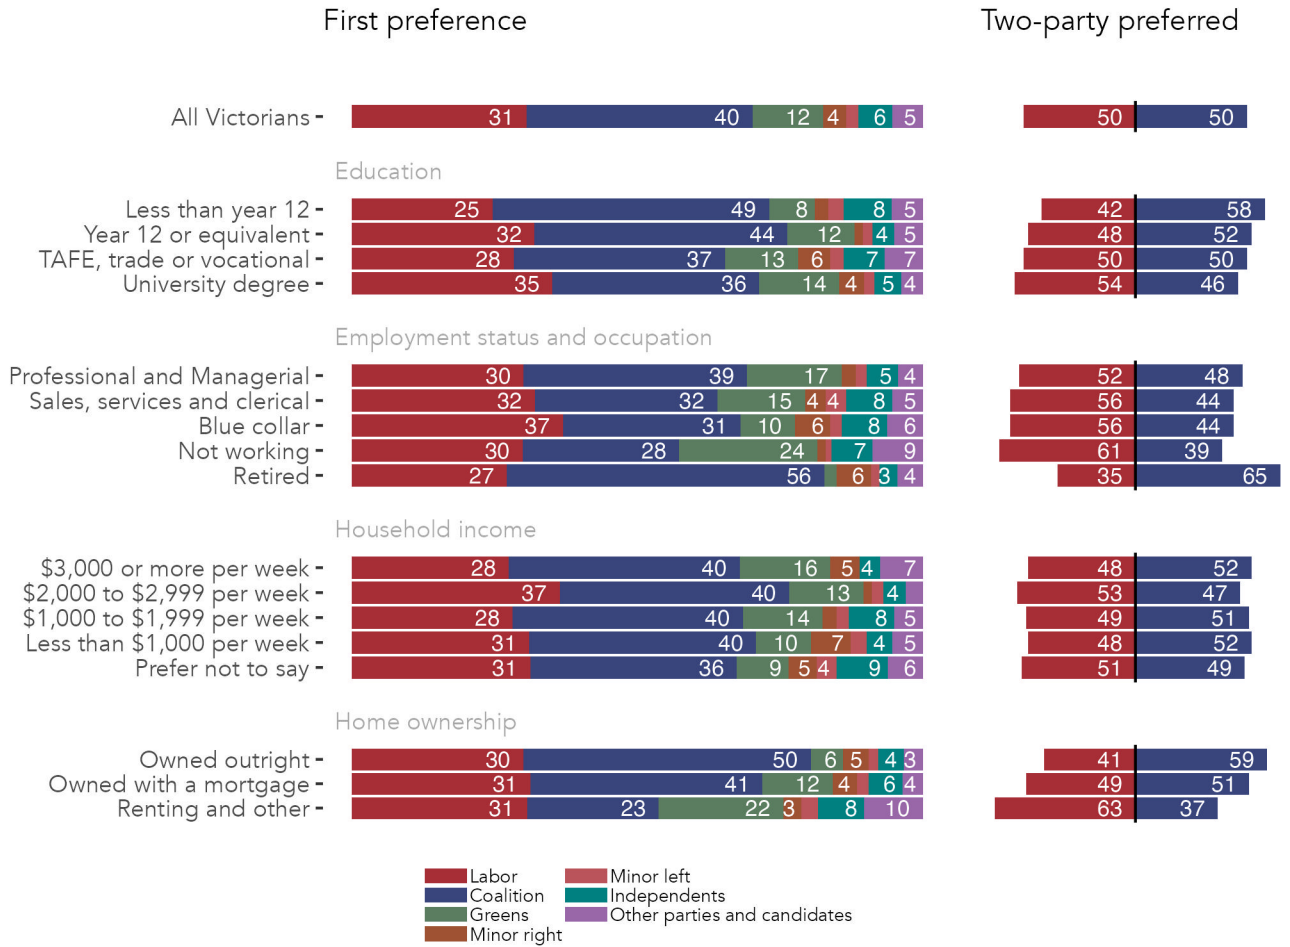 First preference Two-party preferred
All Victorians 31 40 12 4 6 5 50 50
Education
Less than year 12 25 49 8 8 5 42 58
Year 12 or equivalent 32 44 12 4 5 48 52
TAFE, trade or vocational 28 37 13 6 7 7 50 50
University degree 35 36 14 4 5 4 54 46
Employment status and occupation
Professional and Managerial 30 39 17 5 4 52 48
Sales, services and clerical 32 32 15 4 4 8 5 56 44
Blue collar 37 31 10 6 8 6 56 44
Not working 30 28 24 7 9 61 39
Retired 27 56 6 3 4 35 65
Household income
$3,000 or more per week 28 40 16 5 4 7 48 52
$2,000 to $2,999 per week 37 40 13 4 53 47
$1,000 to $1,999 per week 28 40 14 8 5 49 51
Less than $1,000 per week 31 40 10 7 4 5 48 52
Prefer not to say 31 36 9 5 4 9 6 51 49
Home ownership
Owned outright 30 50 6 5 4 3 41 59
Owned with a mortgage 31 41 12 4 6 4 49 51
Renting and other 31 23 22 3 8 10 63 37
Labor Minor left
Coalition Independents
Greens Other parties and candidates
Minor right